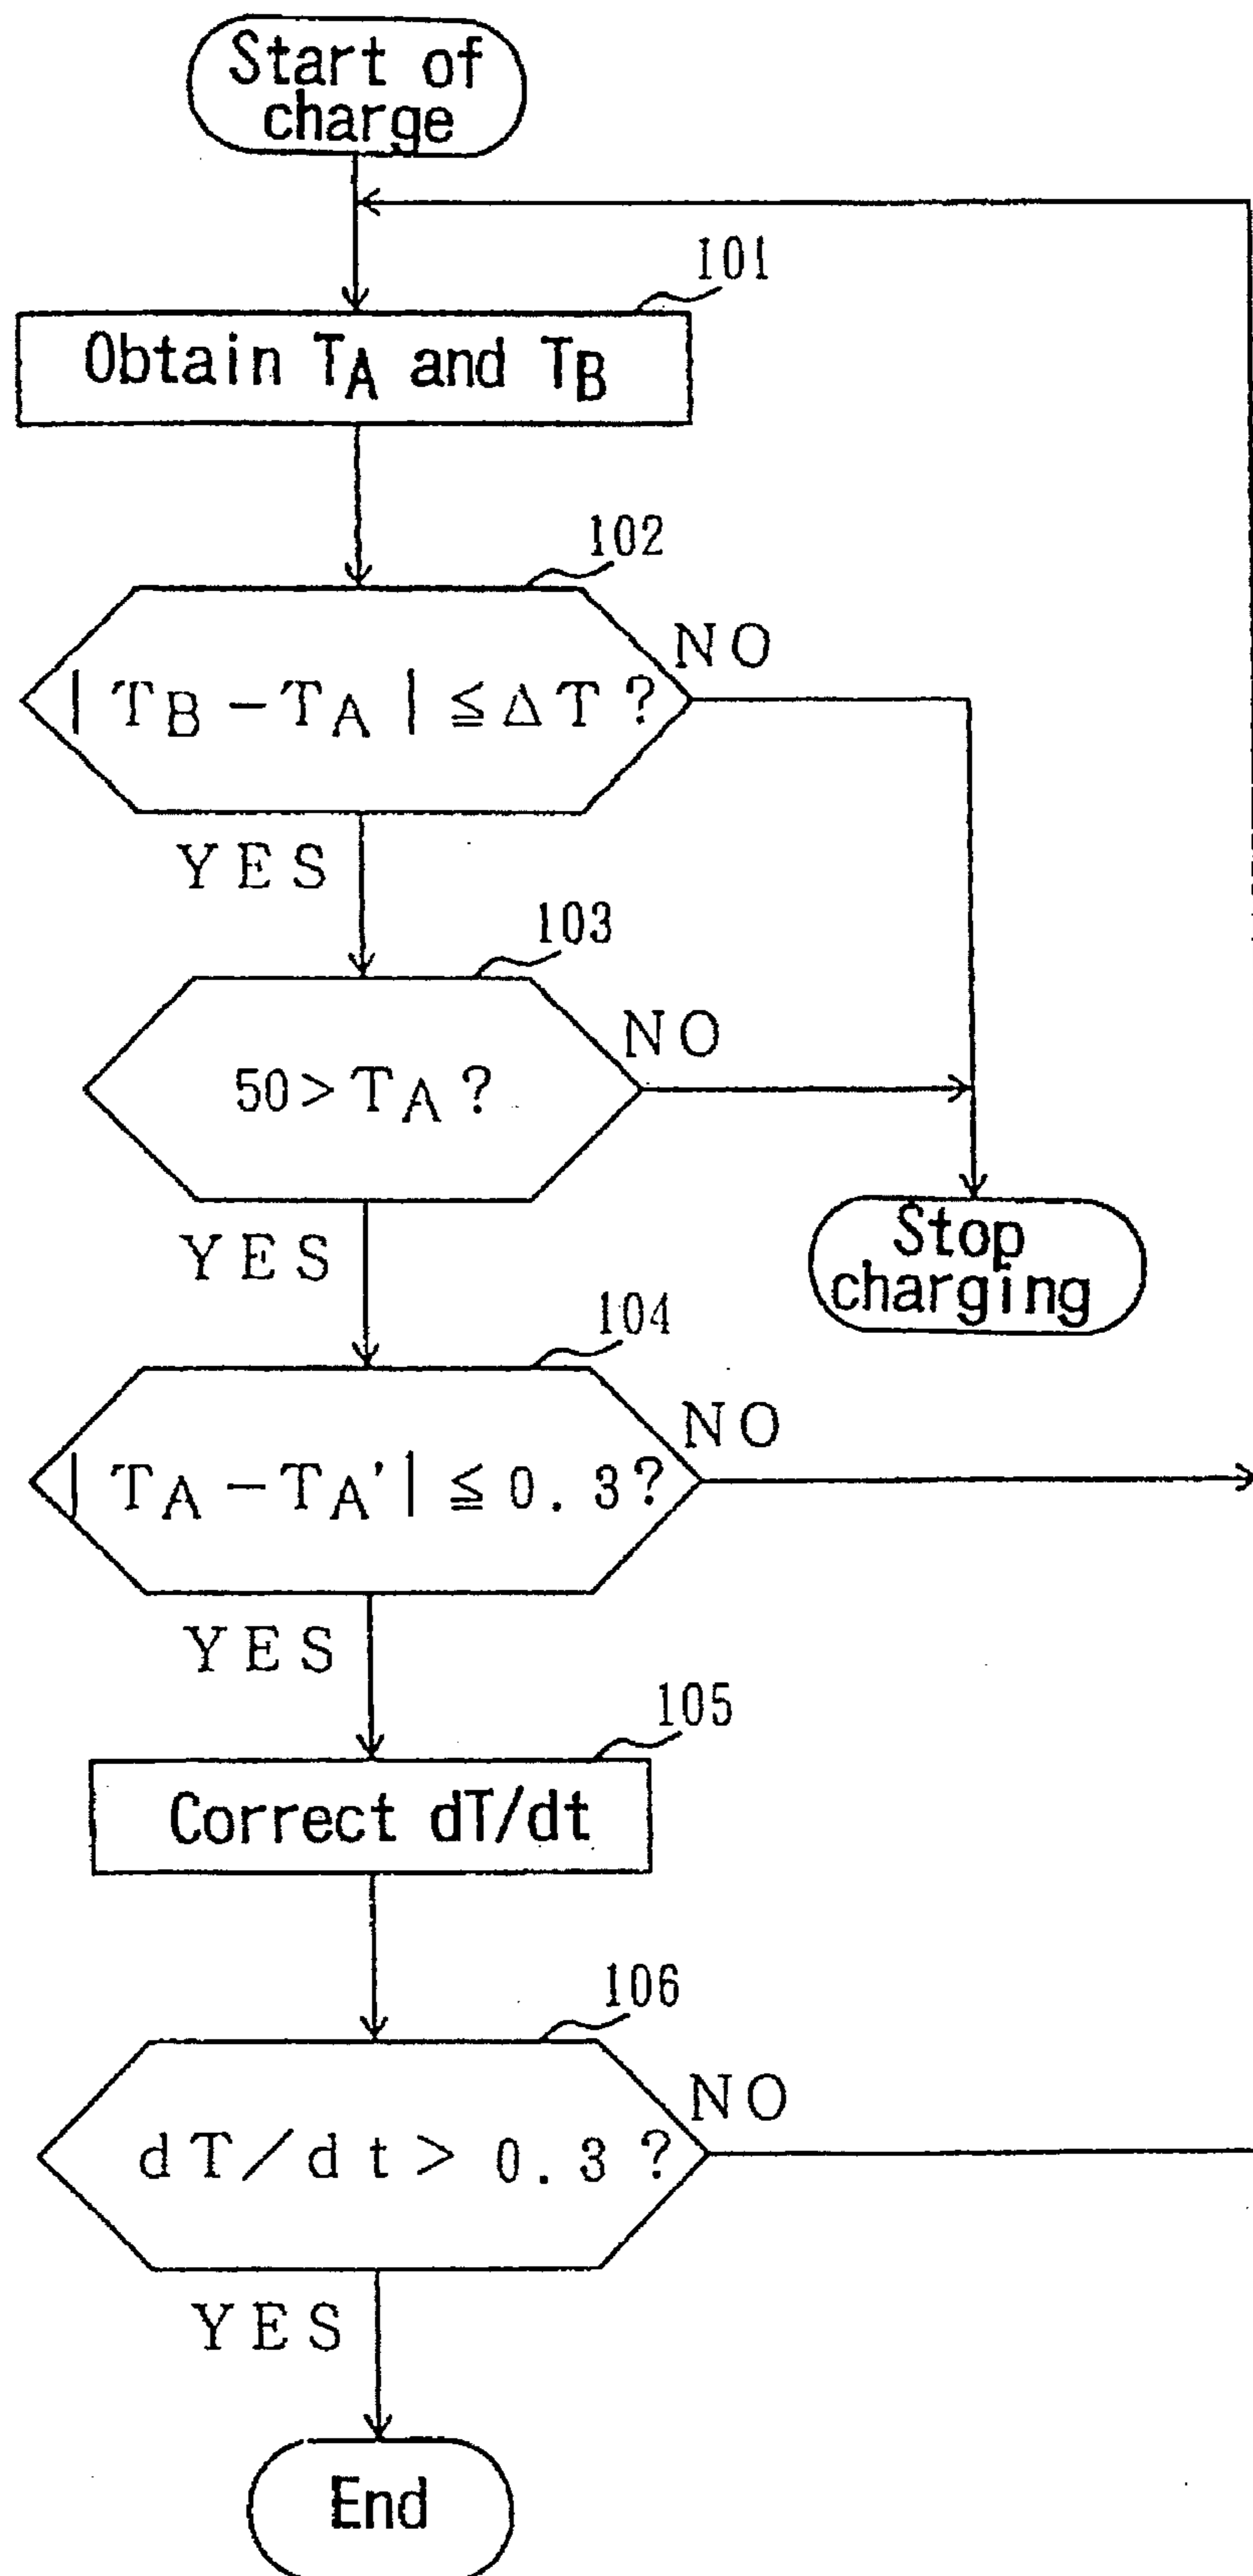 Start of
charge
101
Obtain TA and TB
102
| TB − TA | ≦ ΔT ?
NO
YES
103
50 > TA ?
NO
YES
Stop
charging
104
| TA − TA' | ≦ 0.3?
NO
YES
105
Correct dT/dt
106
dT/dt > 0.3 ?
NO
YES
End